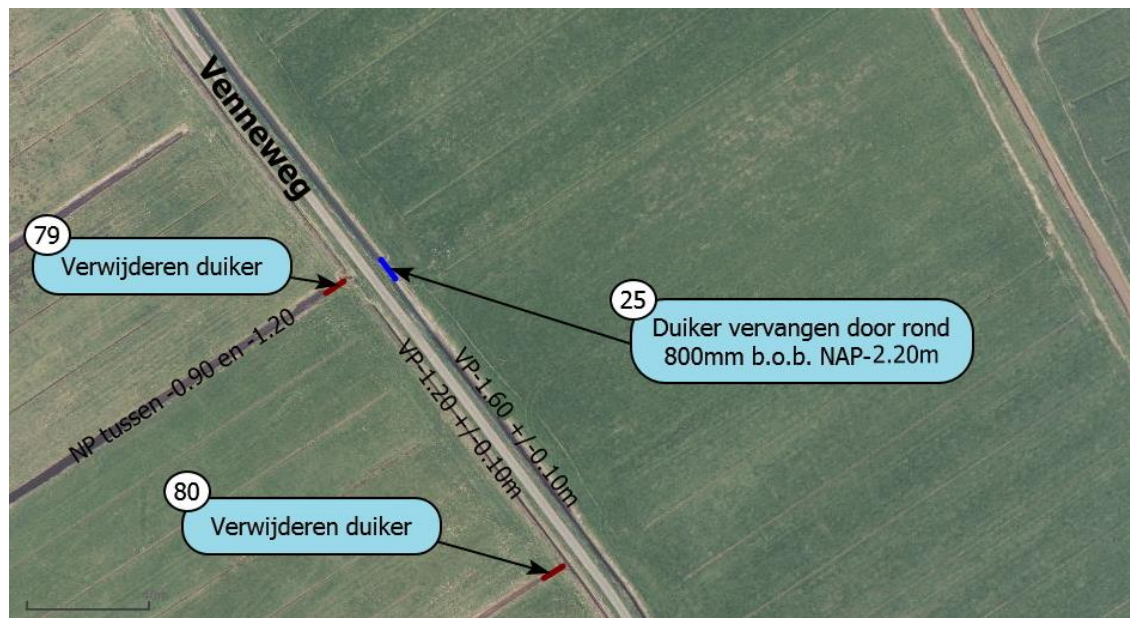 Venneweg
79
Verwijderen duiker
25
Duiker vervangen door rond
800mm b.o.b. NAP-2.20m
NP tussen -0.90 en -1.20
VP-1.20 +/-0.10m
VP-1.60 +/-0.10m
80
Verwijderen duiker